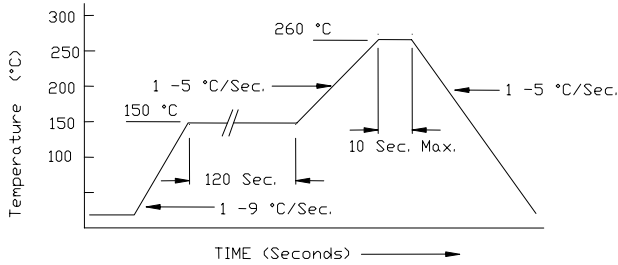 300
260 °C
250
200
1 -5 °C/Sec.
1 -5 °C/Sec.
150 °C
150
100
10 Sec. Max.
120 Sec.
1 -9 °C/Sec.
Temperature (°C)
TIME (Seconds)